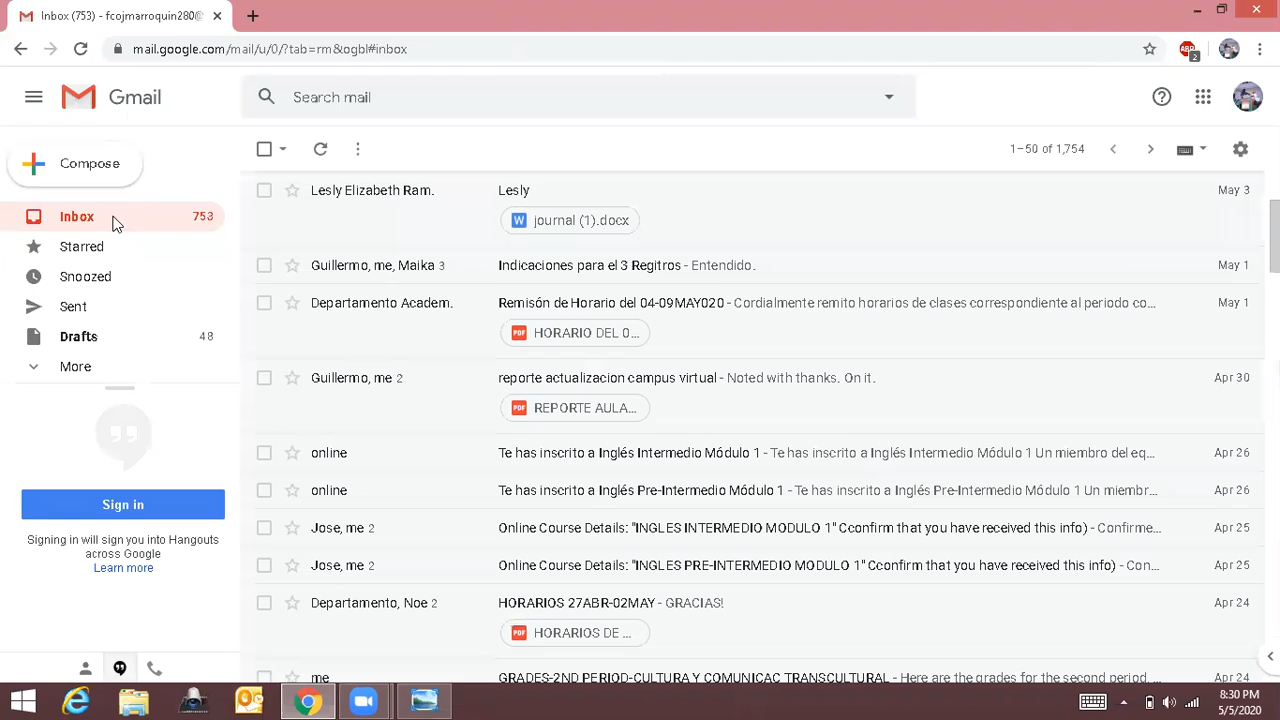 Inbox (753) - fcojmarroquin280@
mail.google.com/mail/u/0/?tab=rm&ogbl#inbox
ABP
2
Gmail
Search mail
Compose
1–50 of 1,754
Inbox 753
Starred
Snoozed
Sent
Drafts 48
More
Sign in
Signing in will sign you into Hangouts
across Google
Learn more
Lesly Elizabeth Ram. Lesly May 3
W journal (1).docx
Guillermo, me, Maika 3 Indicaciones para el 3 Regitros - Entendido. May 1
Departamento Academ. Remisón de Horario del 04-09MAY020 - Cordialmente remito horarios de clases correspondiente al periodo co... May 1
PDF HORARIO DEL 0...
Guillermo, me 2 reporte actualizacion campus virtual - Noted with thanks. On it. Apr 30
PDF REPORTE AULA...
online Te has inscrito a Inglés Intermedio Módulo 1 - Te has inscrito a Inglés Intermedio Módulo 1 Un miembro del eq... Apr 26
online Te has inscrito a Inglés Pre-Intermedio Módulo 1 - Te has inscrito a Inglés Pre-Intermedio Módulo 1 Un miembr... Apr 26
Jose, me 2 Online Course Details: "INGLES INTERMEDIO MODULO 1" Cconfirm that you have received this info) - Confirme... Apr 25
Jose, me 2 Online Course Details: "INGLES PRE-INTERMEDIO MODULO 1" Cconfirm that you have received this info) - Con... Apr 25
Departamento, Noe 2 HORARIOS 27ABR-02MAY - GRACIAS! Apr 24
PDF HORARIOS DE ...
me GRADES-2ND PERIOD-CULTURA Y COMUNICAC TRANSCULTURAL - Here are the grades for the second period.
8:30 PM
5/5/2020